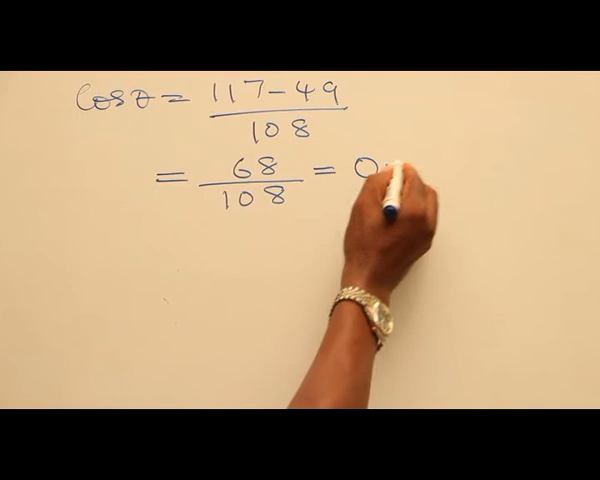 Cosθ = 117-49/108
= 68/108 = 0.